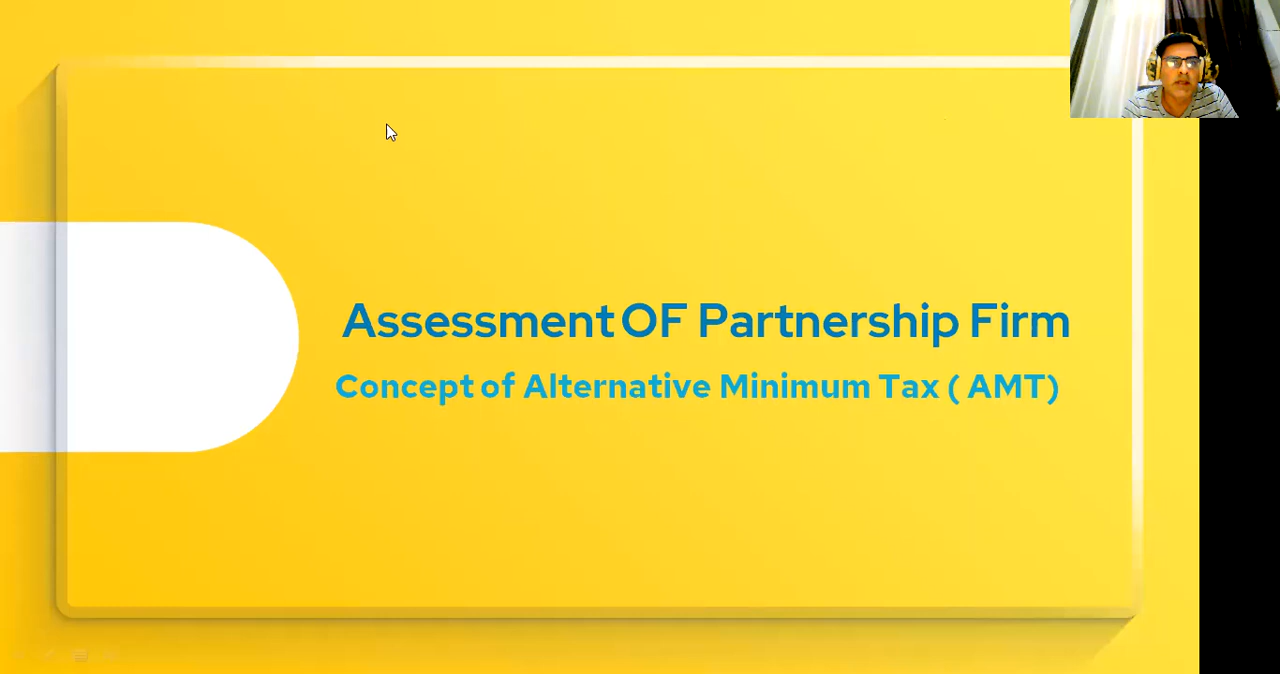 Assessment OF Partnership Firm
Concept of Alternative Minimum Tax ( AMT)